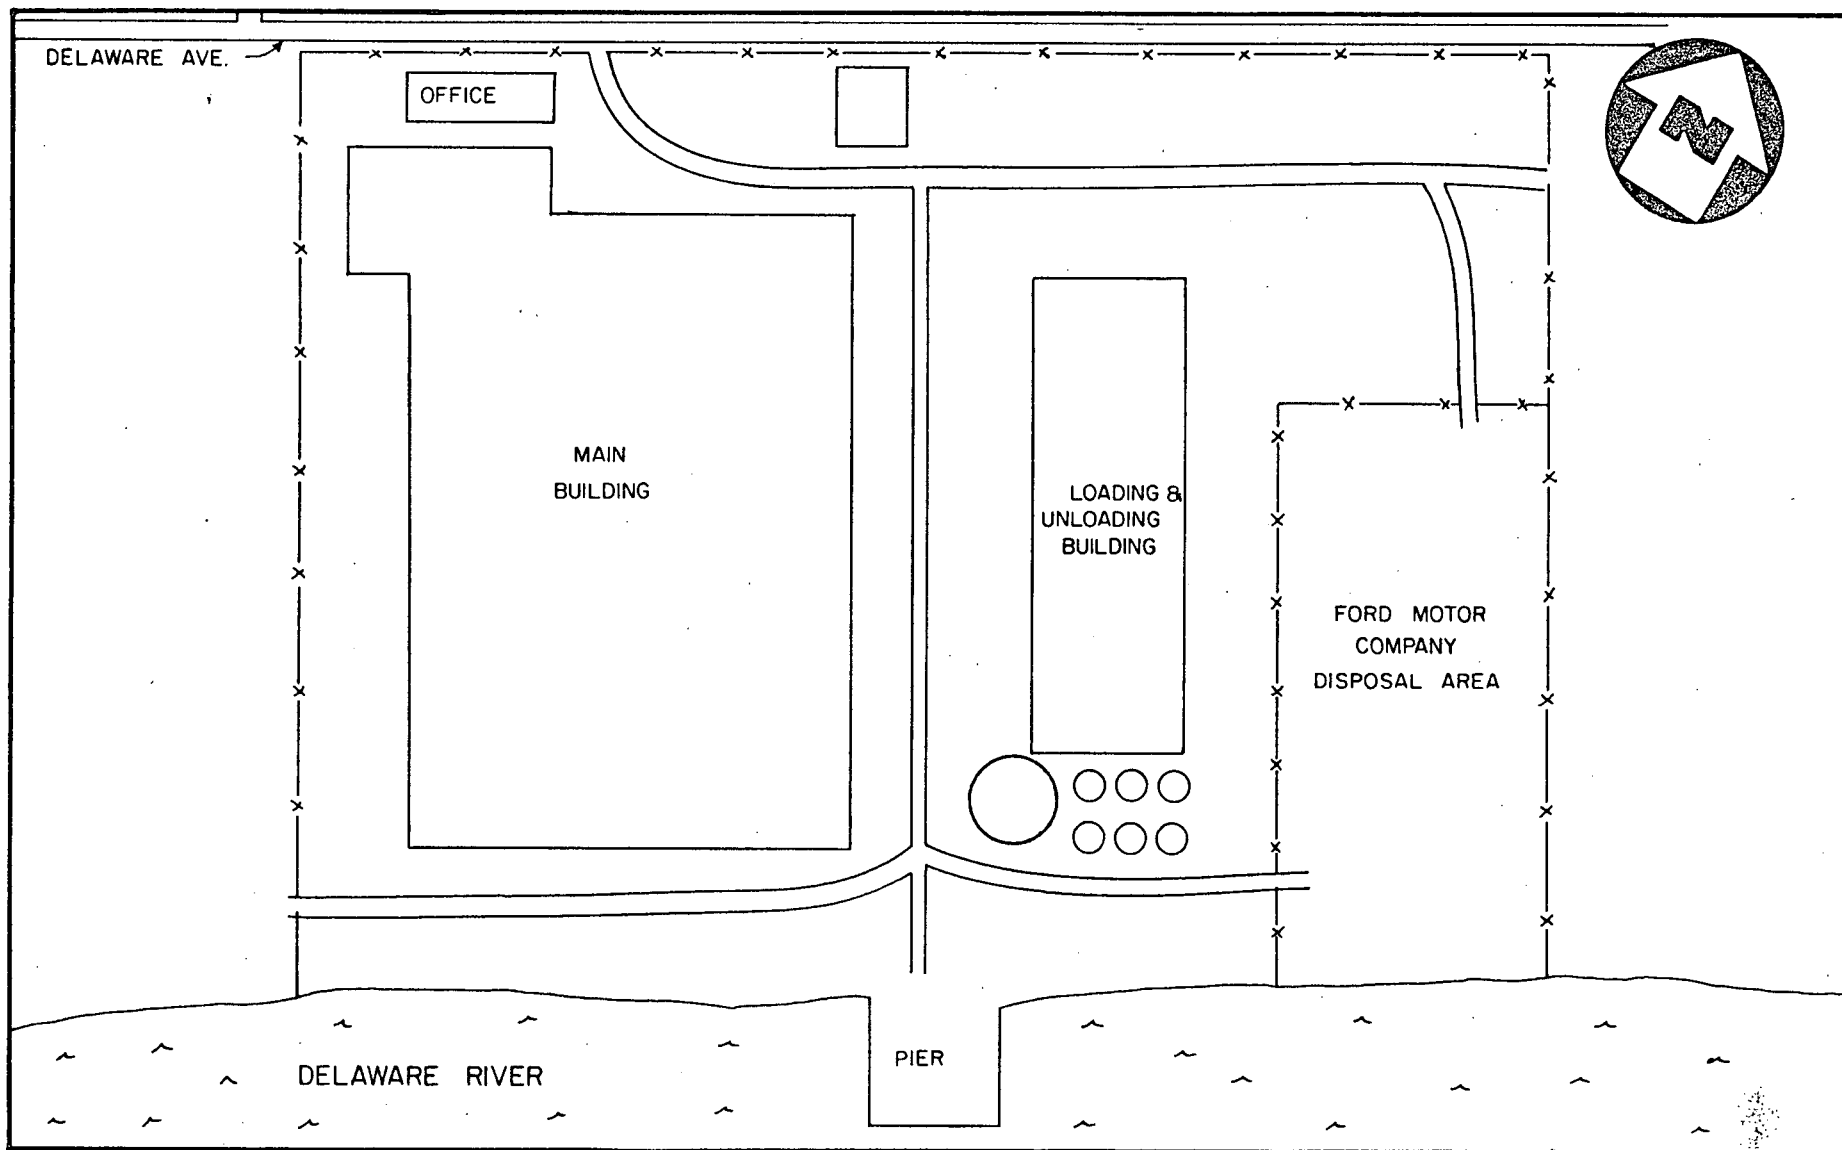 DELAWARE AVE.
OFFICE
N
MAIN
BUILDING
LOADING &
UNLOADING
BUILDING
FORD MOTOR
COMPANY
DISPOSAL AREA
PIER
DELAWARE RIVER